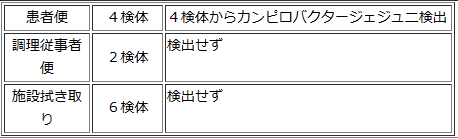 患者便 ４検体 ４検体からカンピロバクタージェジュニ検出
調理従事者
便 ２検体 検出せず
施設拭き取
り ６検体 検出せず